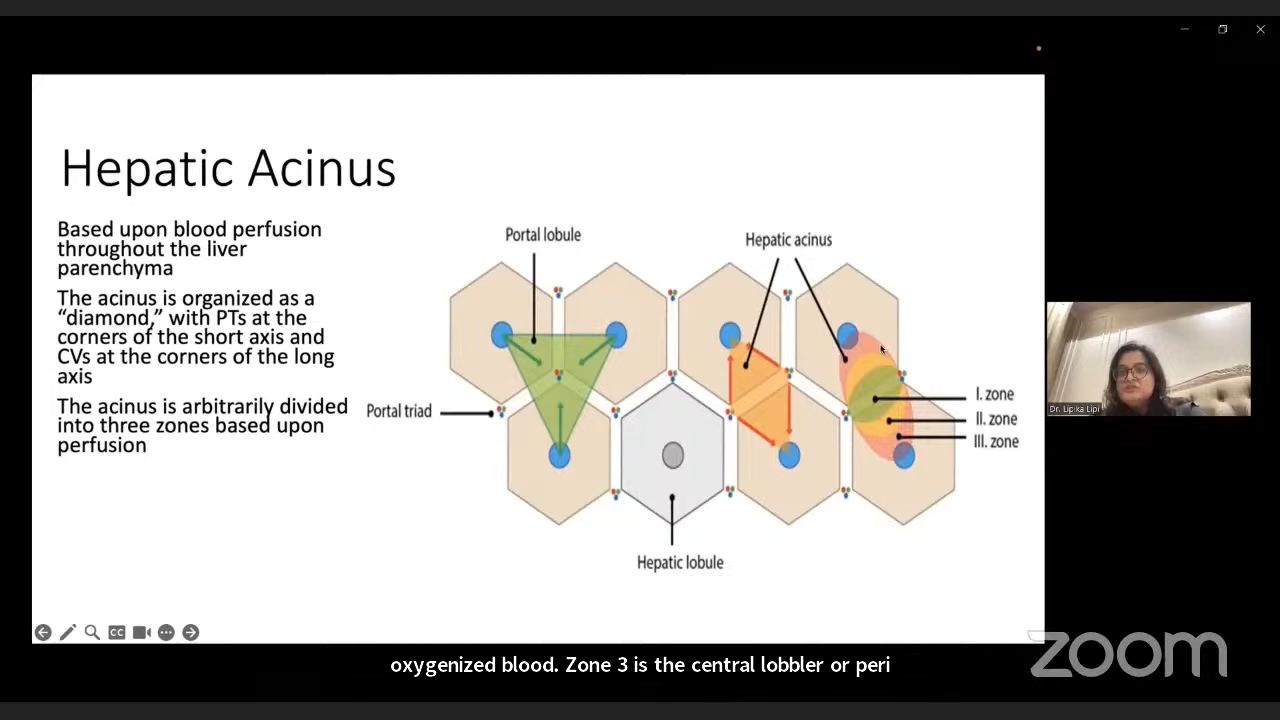 Hepatic Acinus
Based upon blood perfusion
throughout the liver
parenchyma
The acinus is organized as a
“diamond,” with PTs at the
corners of the short axis and
CVs at the corners of the long
axis
The acinus is arbitrarily divided
into three zones based upon
perfusion
Portal lobule
Hepatic acinus
Portal triad
I. zone
II. zone
III. zone
Hepatic lobule
Dr. Lipika Lipi
CC
oxygenized blood. Zone 3 is the central lobbler or peri
zoom